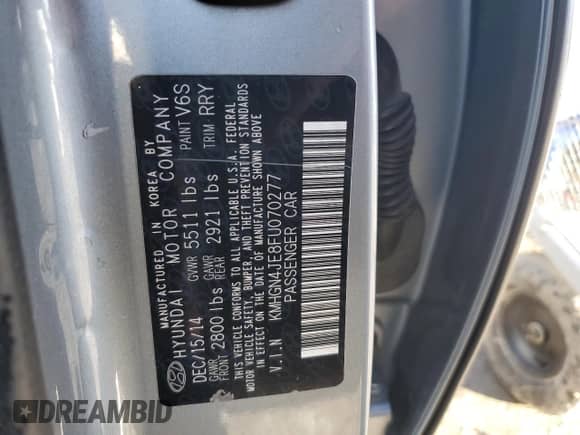 MANUFACTURED IN KOREA BY
HYUNDAI MOTOR COMPANY
DEC/15/14 GVWR 5511 lbs PAINT V6S
GAWR FRONT 2800 lbs GAWR REAR 2921 lbs TRIM RRY
THIS VEHICLE CONFORMS TO ALL APPLICABLE U.S.A. FEDERAL
MOTOR VEHICLE SAFETY, BUMPER, AND THEFT PREVENTION STANDARDS
IN EFFECT ON THE DATE OF MANUFACTURE SHOWN ABOVE
V.I.N KMHGN4JE8FU070277
PASSENGER CAR
DREAMBID